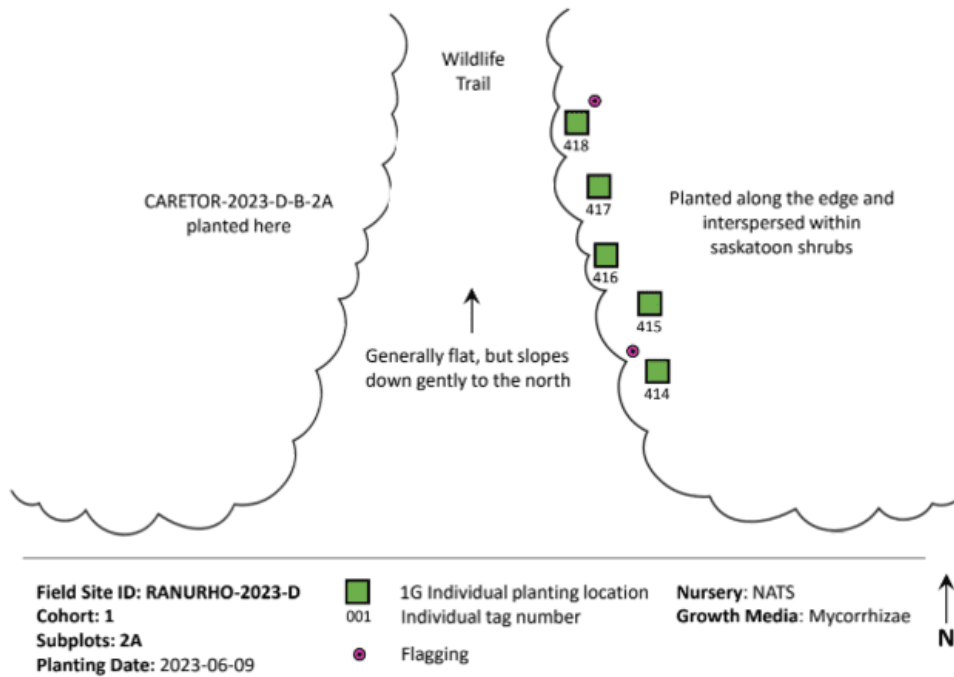 Wildlife
Trail
418
417
CARETOR-2023-D-B-2A
planted here
Planted along the edge and
interspersed within
saskatoon shrubs
416
415
Generally flat, but slopes
down gently to the north
414
Field Site ID: RANURHO-2023-D
Cohort: 1
Subplots: 2A
Planting Date: 2023-06-09
1G Individual planting location
001 Individual tag number
Flagging
Nursery: NATS
Growth Media: Mycorrhizae
N